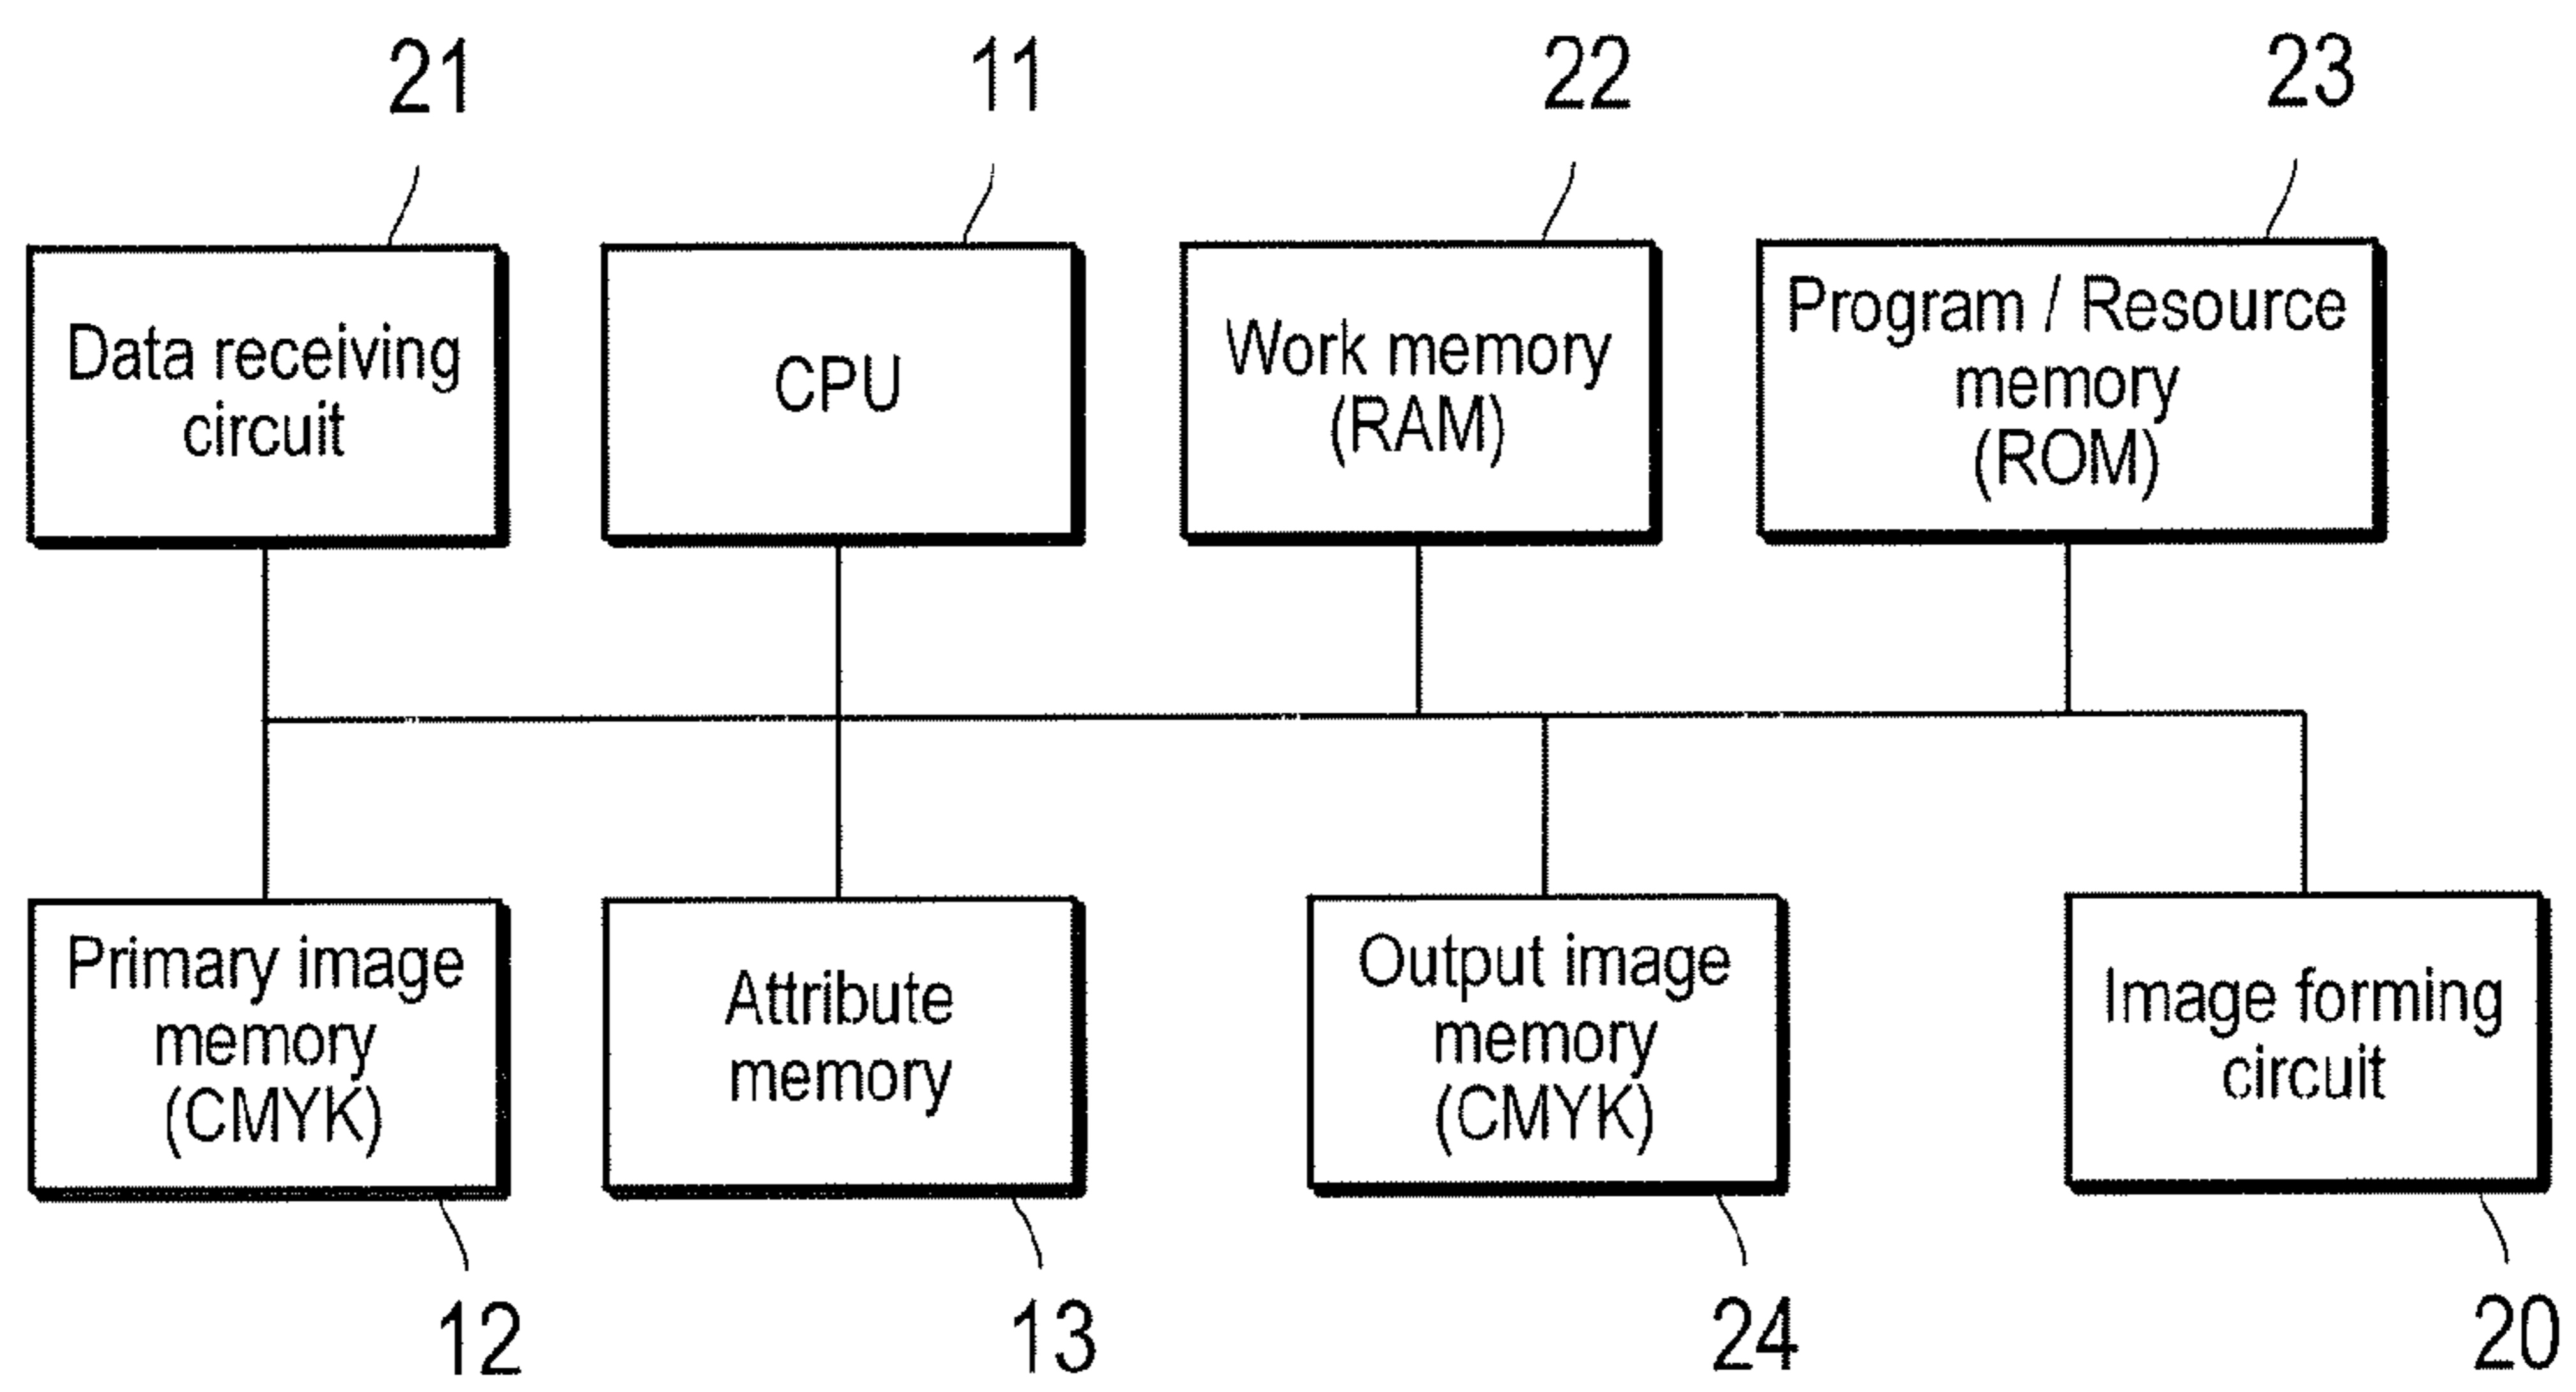 21
11
22
23
Data receiving
circuit
CPU
Work memory
(RAM)
Program / Resource
memory
(ROM)
Primary image
memory
(CMYK)
Attribute
memory
Output image
memory
(CMYK)
Image forming
circuit
12
13
24
20